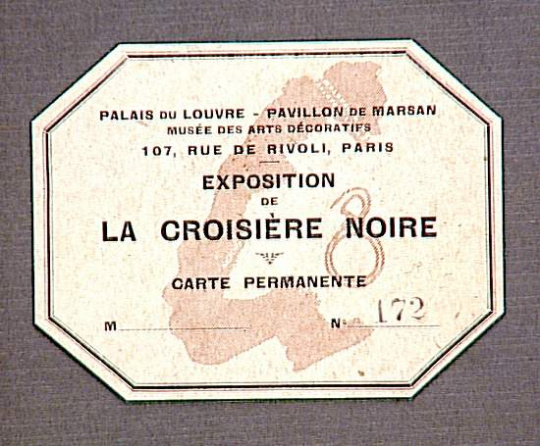 PALAIS DU LOUVRE - PAVILLON DE MARSAN
MUSÉE DES ARTS DÉCORATIFS
107, RUE DE RIVOLI, PARIS
EXPOSITION
DE
LA CROISIÈRE NOIRE
CARTE PERMANENTE
M
No 172